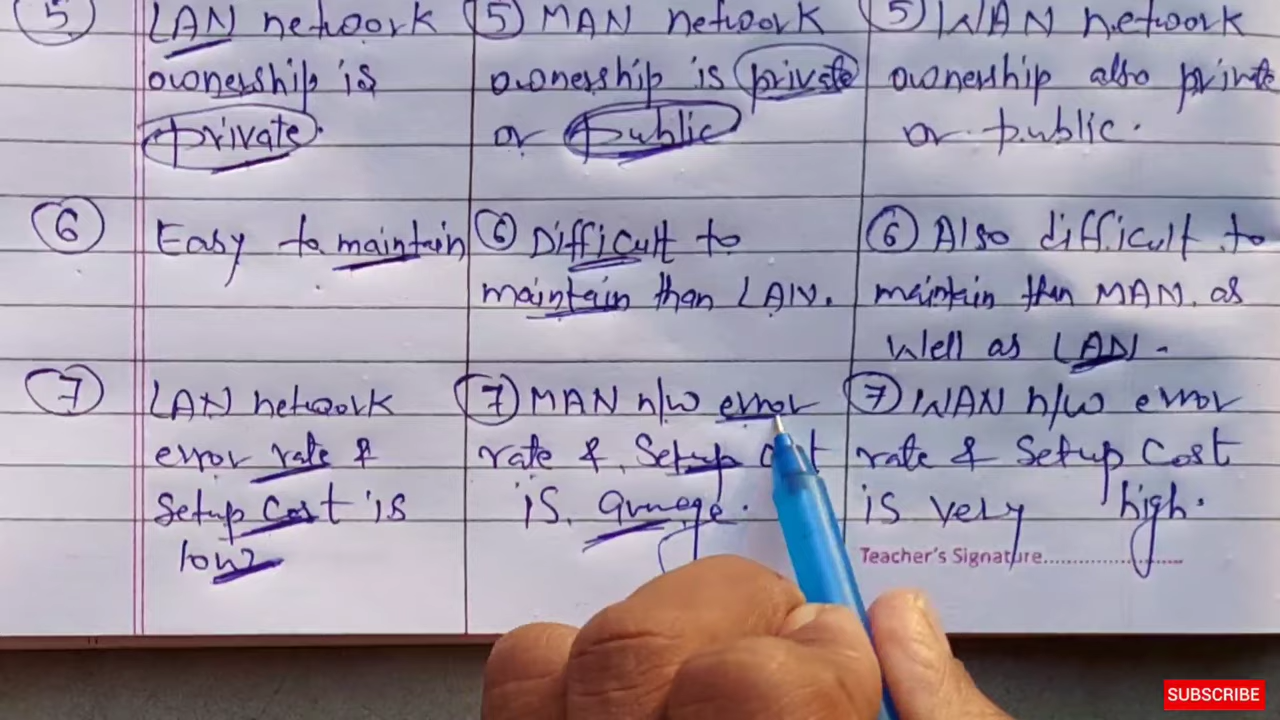 5 LAN network
ownership is
private.
5 MAN network
ownership is private
or public
5 WAN network
ownership also private
or public.
6 Easy to maintain
6 Difficult to
maintain than LAN.
6 Also difficult to
maintain than MAN. as
well as LAN.
7 LAN network
error rate &
Setup Cost is
low
7 MAN n/w error
rate & Setup Cost
is avrage.
7 WAN n/w error
rate & Setup Cost
is very high.
Teacher's Signature
SUBSCRIBE